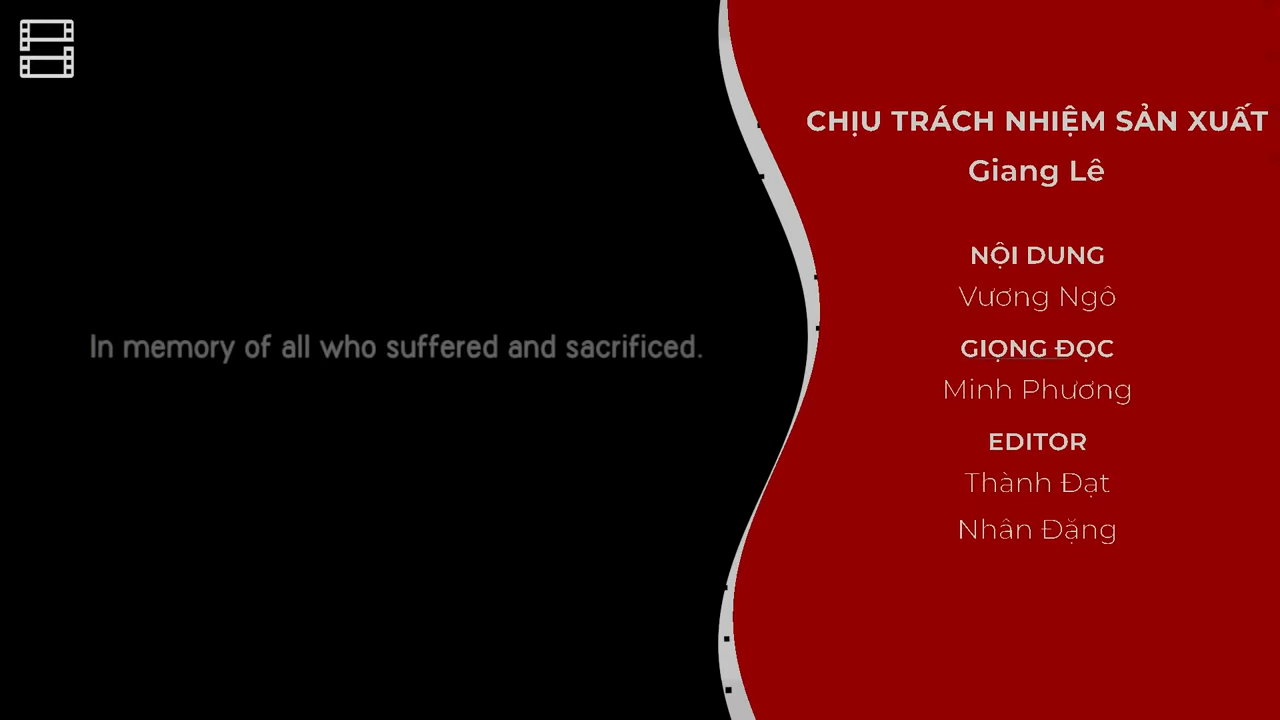 In memory of all who suffered and sacrificed.
CHỊU TRÁCH NHIỆM SẢN XUẤT
Giang Lê
NỘI DUNG
Vương Ngô
GIỌNG ĐỌC
Minh Phương
EDITOR
Thành Đạt
Nhân Đặng